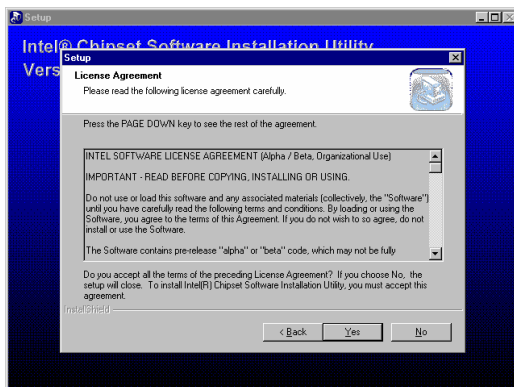 Setup
Intel® Chipset Software Installation Utility
Vers
Setup
License Agreement
Please read the following license agreement carefully.
Press the PAGE DOWN key to see the rest of the agreement.
INTEL SOFTWARE LICENSE AGREEMENT (Alpha / Beta, Organizational Use)
IMPORTANT - READ BEFORE COPYING, INSTALLING OR USING.
Do not use or load this software and any associated materials (collectively, the "Software")
until you have carefully read the following terms and conditions. By loading or using the
Software, you agree to the terms of this Agreement. If you do not wish to so agree, do not
install or use the Software.
The Software contains pre-release "alpha" or "beta" code, which may not be fully
Do you accept all the terms of the preceding License Agreement? If you choose No, the
setup will close. To install Intel(R) Chipset Software Installation Utility, you must accept this
agreement.
InstallShield
< Back Yes No